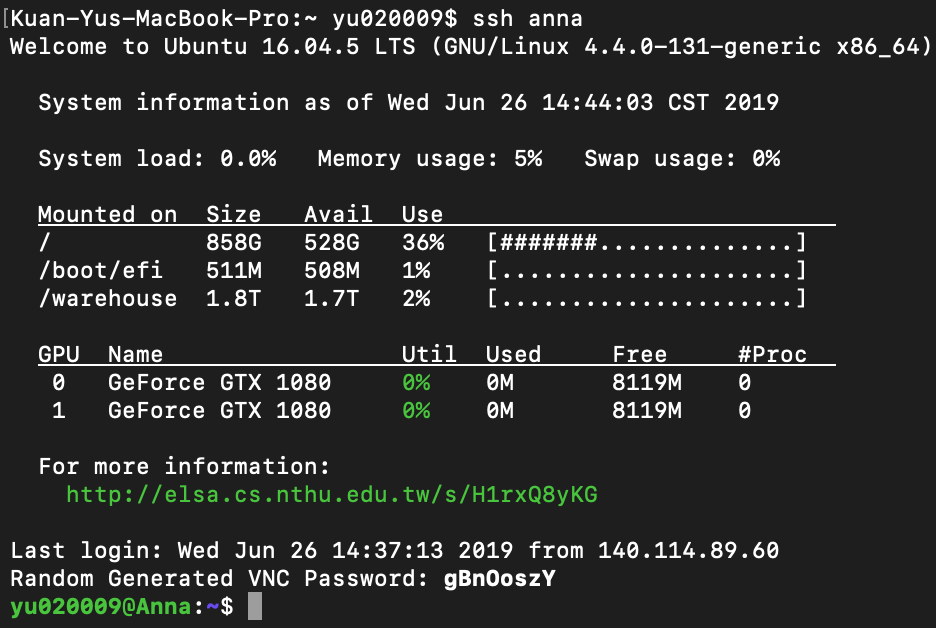 [Kuan-Yus-MacBook-Pro:~ yu020009$ ssh anna
Welcome to Ubuntu 16.04.5 LTS (GNU/Linux 4.4.0-131-generic x86_64)
System information as of Wed Jun 26 14:44:03 CST 2019
System load: 0.0%   Memory usage: 5%   Swap usage: 0%
Mounted on  Size   Avail  Use
/           858G   528G   36%   [#######..............]
/boot/efi   511M   508M   1%    [.....................]
/warehouse  1.8T   1.7T   2%    [.....................]
GPU  Name                 Util  Used     Free     #Proc
0   GeForce GTX 1080     0%    0M       8119M    0
1   GeForce GTX 1080     0%    0M       8119M    0
For more information:
http://elsa.cs.nthu.edu.tw/s/H1rxQ8yKG
Last login: Wed Jun 26 14:37:13 2019 from 140.114.89.60
Random Generated VNC Password: gBnOoszY
yu020009@Anna:~$